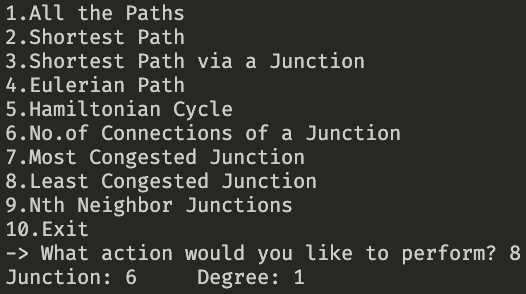 1.All the Paths
2.Shortest Path
3.Shortest Path via a Junction
4.Eulerian Path
5.Hamiltonian Cycle
6.No.of Connections of a Junction
7.Most Congested Junction
8.Least Congested Junction
9.Nth Neighbor Junctions
10.Exit
-> What action would you like to perform? 8
Junction: 6     Degree: 1